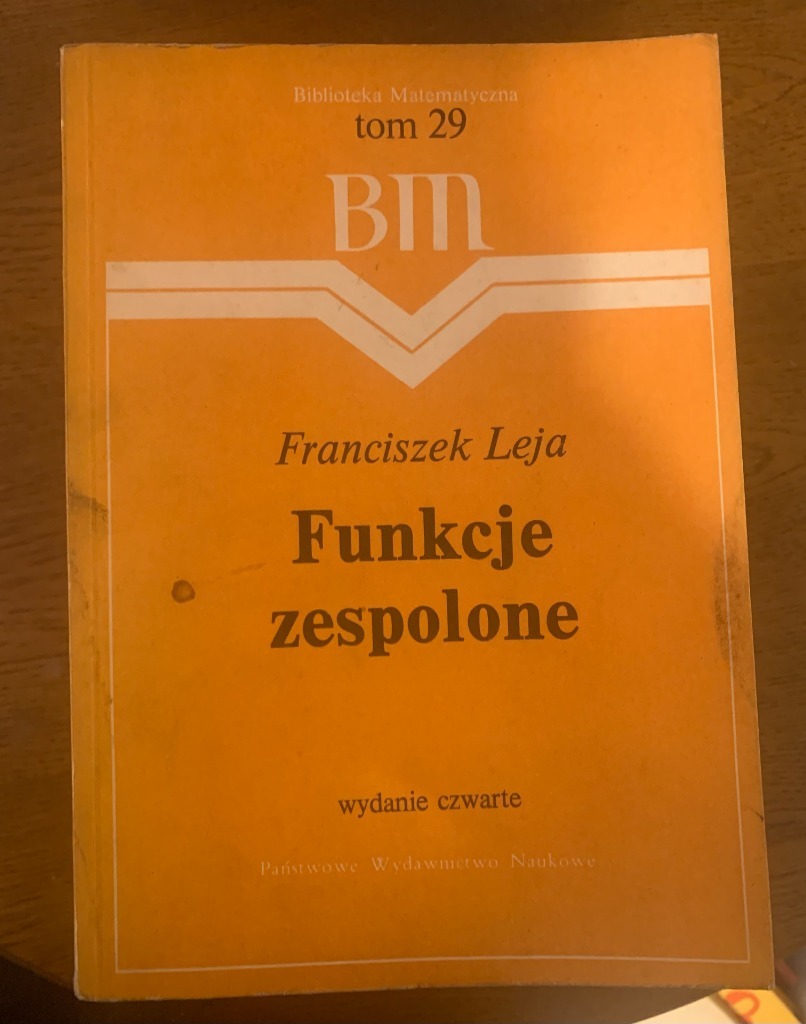 Biblioteka Matematyczna
tom 29
BM
Franciszek Leja
Funkcje
zespolone
wydanie czwarte
Państwowe Wydawnictwo Naukowe